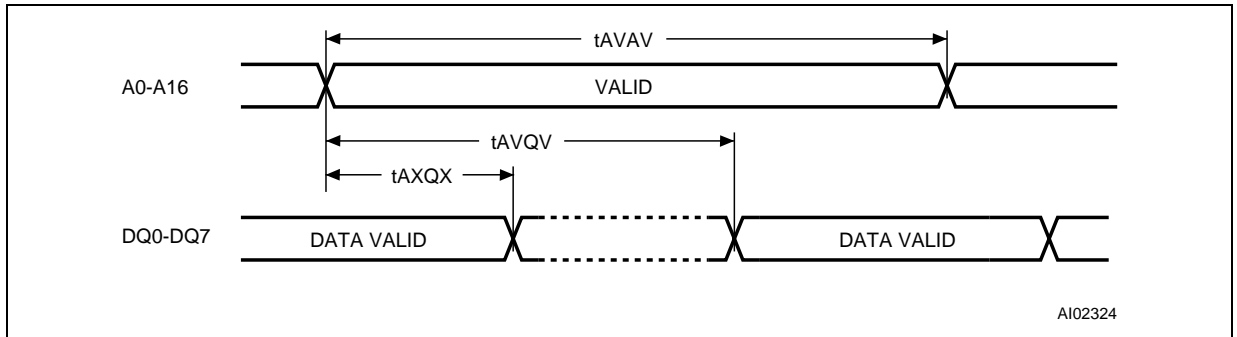 tAVAV
A0-A16
VALID
tAVQV
tAXQX
DQ0-DQ7
DATA VALID
DATA VALID
AI02324